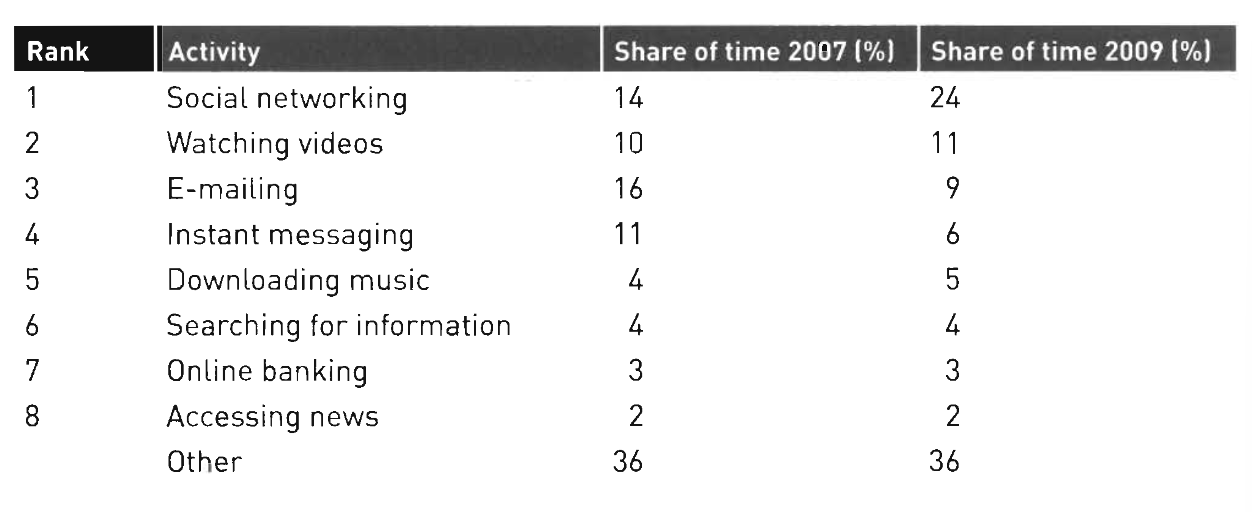 Rank Activity Share of time 2007 (%) Share of time 2009 (%)
1 Social networking 14 24
2 Watching videos 10 11
3 E-mailing 16 9
4 Instant messaging 11 6
5 Downloading music 4 5
6 Searching for information 4 4
7 Online banking 3 3
8 Accessing news 2 2
Other 36 36